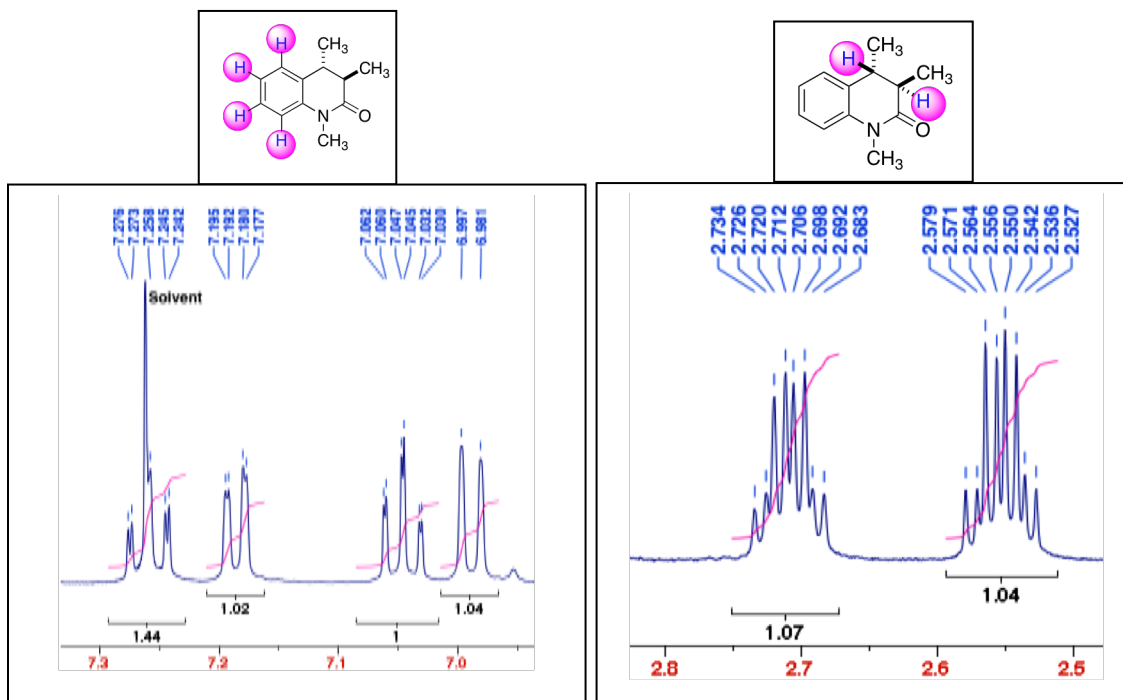 H
CH3
H
CH3
H
N
O
H
CH3
CH3
H
CH3
H
N
O
CH3
7.276
7.273
7.258
7.245
7.242
7.195
7.192
7.180
7.177
7.062
7.060
7.047
7.045
7.032
7.030
6.997
6.981
Solvent
1.02
1.04
1.44
1
7.3 7.2 7.1 7.0
2.734
2.726
2.720
2.712
2.706
2.698
2.692
2.683
2.579
2.571
2.564
2.556
2.550
2.542
2.536
2.527
1.04
1.07
2.8 2.7 2.6 2.5